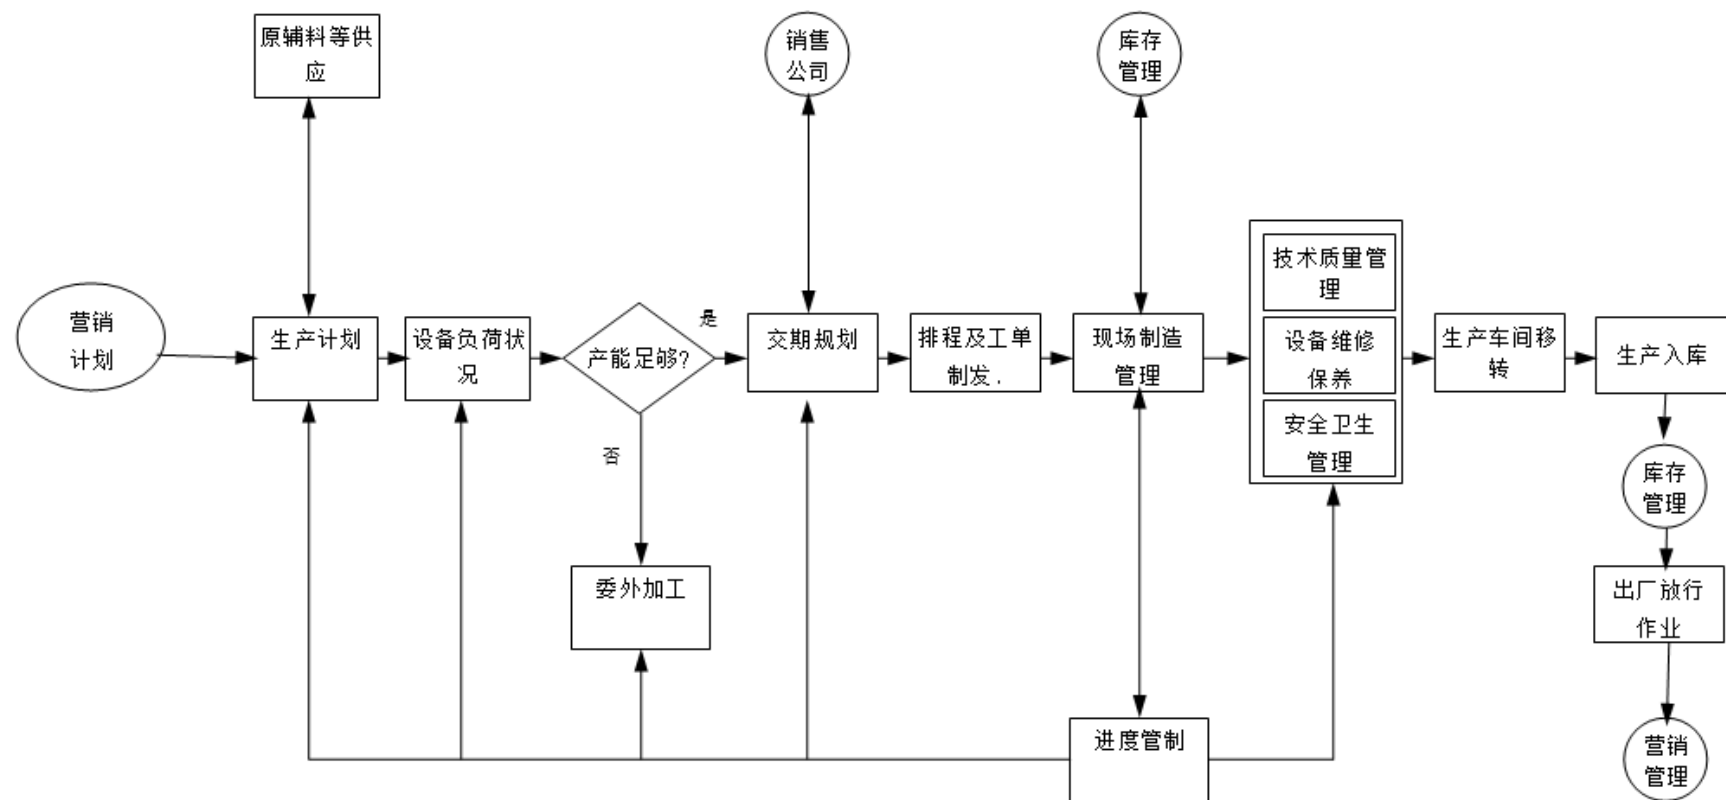 原辅料等供
应
销售
公司
库存
管理
营销
计划
生产计划
设备负荷状
况
产能足够?
是
否
交期规划
排程及工单
制发.
现场制造
管理
技术质量管
理
设备维修
保养
安全卫生
管理
生产车间移
转
生产入库
库存
管理
委外加工
出厂放行
作业
进度管制
营销
管理